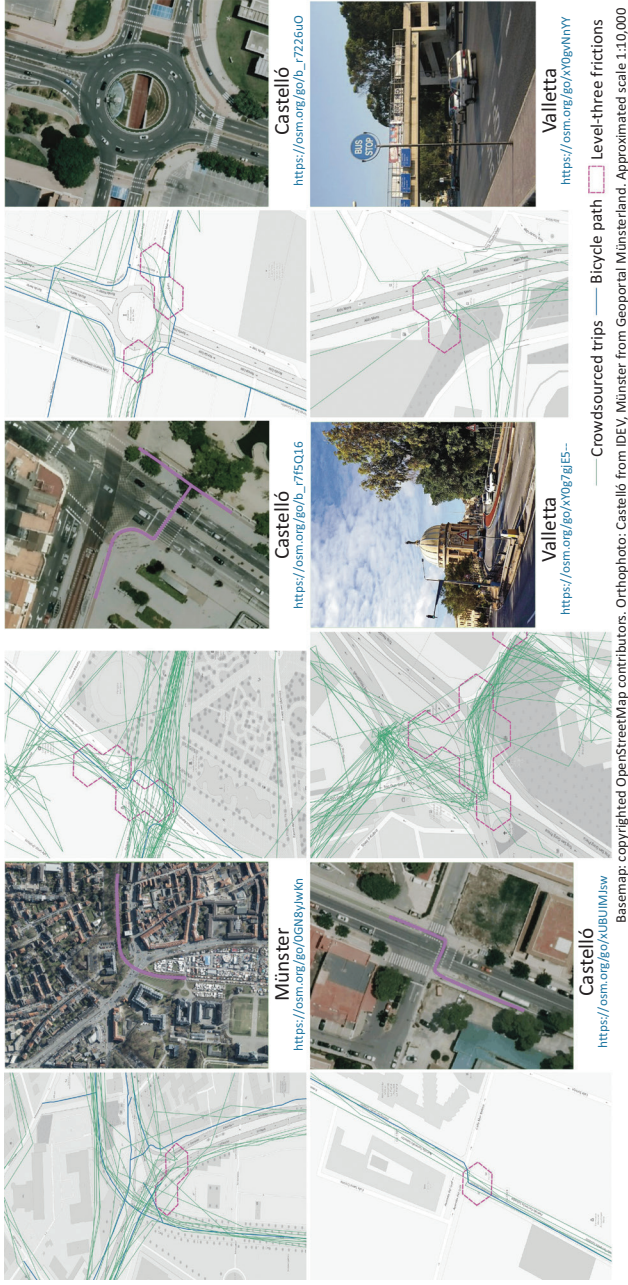 Münster
https://osm.org/go/0GN8yJwKn
Castelló
https://osm.org/go/b_r7f5Q16
Castelló
https://osm.org/go/b_r7226uO
Castelló
https://osm.org/go/xUBUIMJsw
Valletta
https://osm.org/go/xY0g7gjE5--
BUS
STOP
Valletta
https://osm.org/go/xY0gvNnYY
Crowdsourced trips
Bicycle path
Level-three frictions
Basemap: copyrighted OpenStreetMap contributors. Orthophoto: Castelló from IDEV, Münster from Geoportal Münsterland. Approximated scale 1:10,000